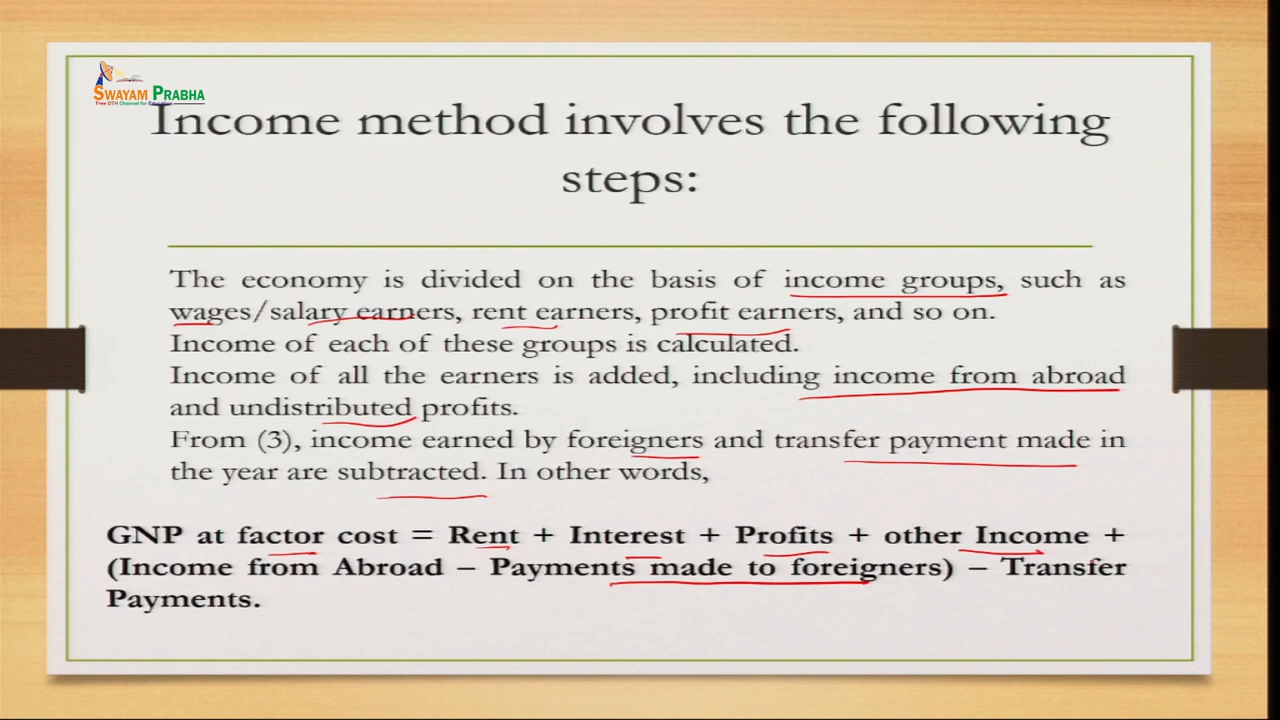 SWAYAM PRABHA
Free DTH Channel for Education
Income method involves the following
steps:
The economy is divided on the basis of income groups, such as
wages/salary earners, rent earners, profit earners, and so on.
Income of each of these groups is calculated.
Income of all the earners is added, including income from abroad
and undistributed profits.
From (3), income earned by foreigners and transfer payment made in
the year are subtracted. In other words,
GNP at factor cost = Rent + Interest + Profits + other Income +
(Income from Abroad – Payments made to foreigners) – Transfer
Payments.